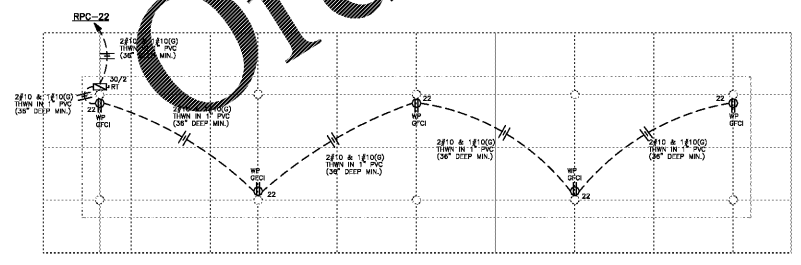 RPC-22
2#10 & 1#10(G)
THWN IN 1" PVC
(36" DEEP MIN.)
30/2
RT
2#10 & 1#10(G)
THWN IN 1" PVC
(36" DEEP MIN.)
22
WP
GFCI
2#10 & 1#10(G)
THWN IN 1" PVC
(36" DEEP MIN.)
WP
GFCI
22
2#10 & 1#10(G)
THWN IN 1" PVC
(36" DEEP MIN.)
22
WP
GFCI
2#10 & 1#10(G)
THWN IN 1" PVC
(36" DEEP MIN.)
WP
GFCI
22
2#10 & 1#10(G)
THWN IN 1" PVC
(36" DEEP MIN.)
22
WP
GFCI